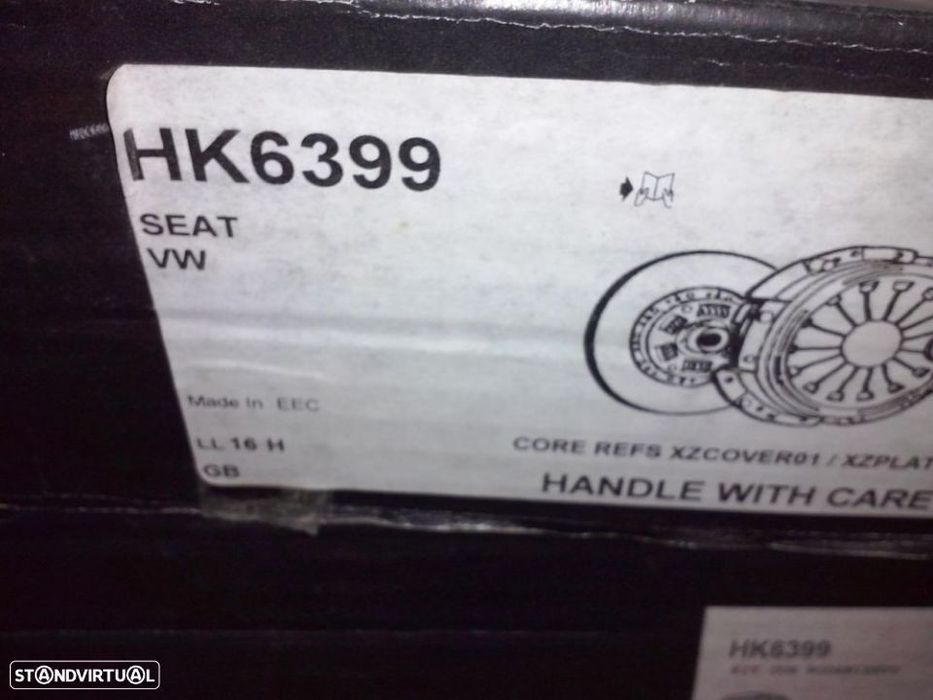 HK6399
SEAT
VW
Made In EEC
LL 16 H
GB
CORE REFS XZCOVER01 / XZPLAT
HANDLE WITH CARE
HK6399
STANDVIRTUAL